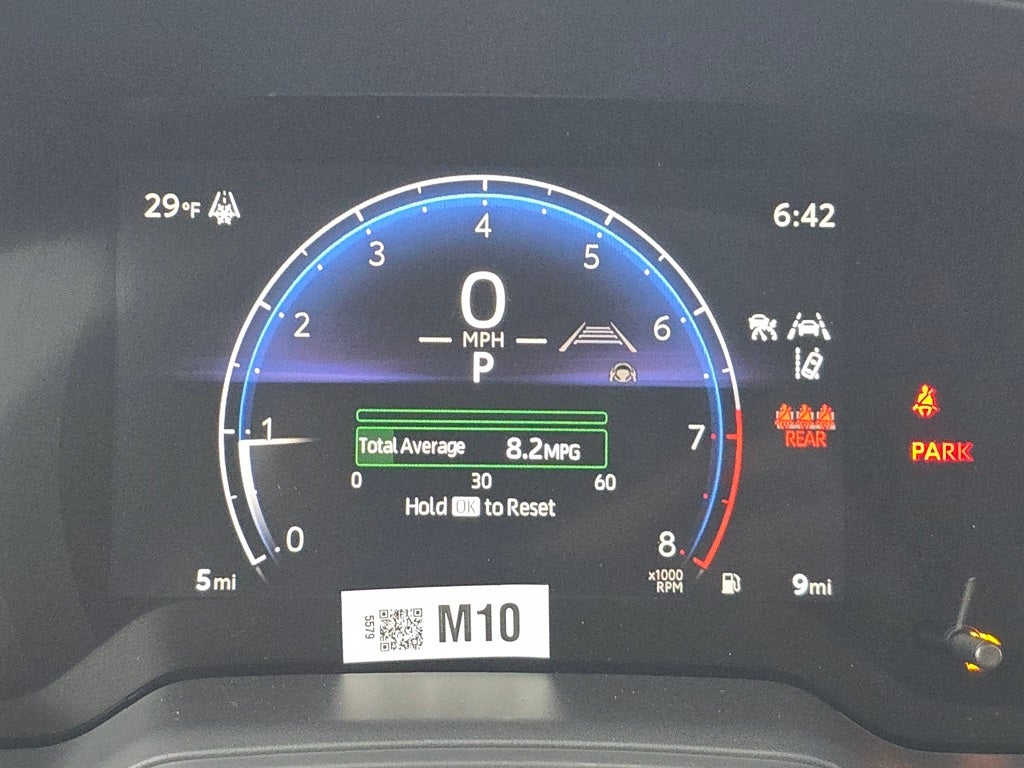 29°F
6:42
4
3
5
2
6
0
MPH
P
1
7
Total Average 8.2MPG
0 30 60
Hold OK to Reset
REAR
PARK
0
8
x1000
RPM
5mi
9mi
5579
M10